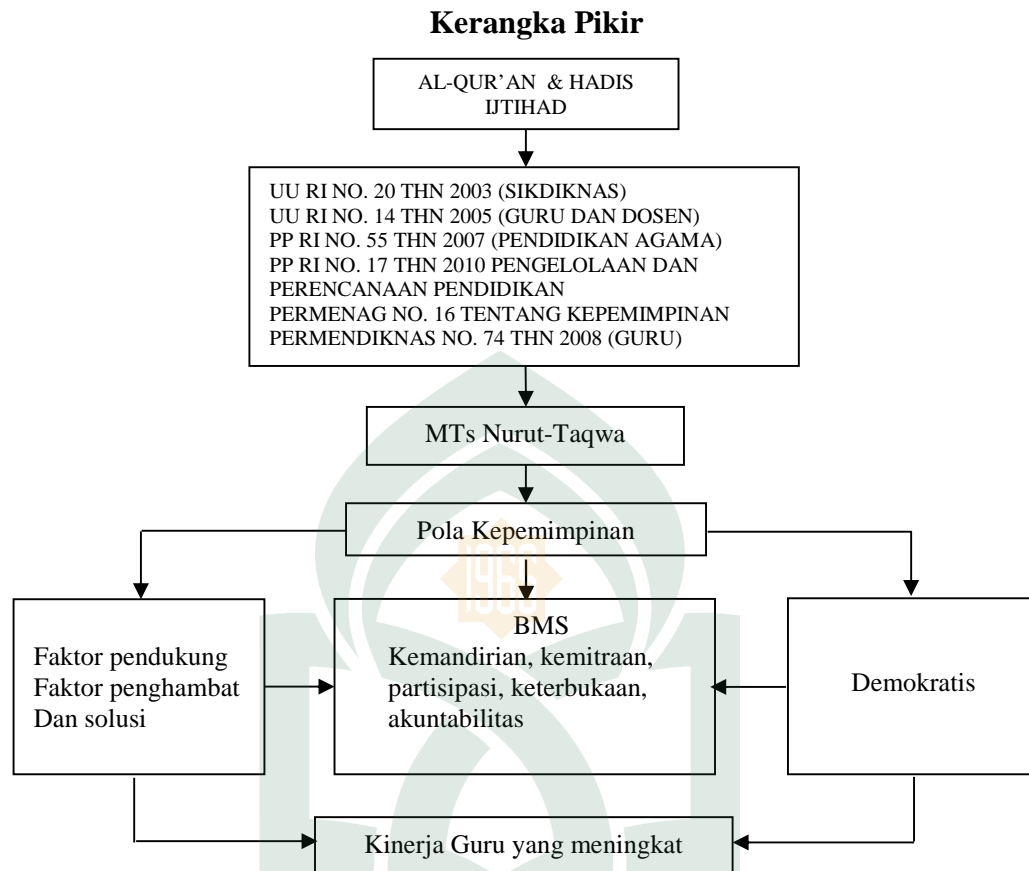 Kerangka Pikir
AL-QUR'AN & HADIS
IJTIHAD
UU RI NO. 20 THN 2003 (SIKDIKNAS)
UU RI NO. 14 THN 2005 (GURU DAN DOSEN)
PP RI NO. 55 THN 2007 (PENDIDIKAN AGAMA)
PP RI NO. 17 THN 2010 PENGELOLAAN DAN
PERENCANAAN PENDIDIKAN
PERMENAG NO. 16 TENTANG KEPEMIMPINAN
PERMENDIKNAS NO. 74 THN 2008 (GURU)
MTs Nurut-Taqwa
Pola Kepemimpinan
1965
Faktor pendukung
Faktor penghambat
Dan solusi
BMS
Kemandirian, kemitraan,
partisipasi, keterbukaan,
akuntabilitas
Demokratis
Kinerja Guru yang meningkat